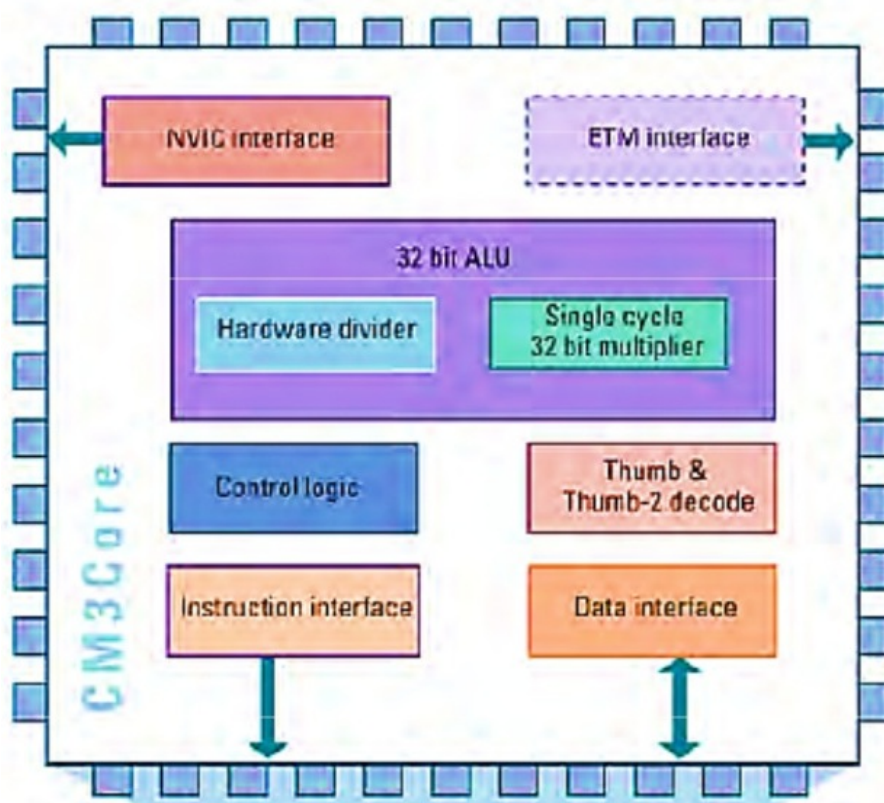 NVIC interface
ETM interface
32 bit ALU
Hardware divider
Single cycle
32 bit multiplier
Control logic
Thumb &
Thumb-2 decode
Instruction interface
Data interface
CM3Core